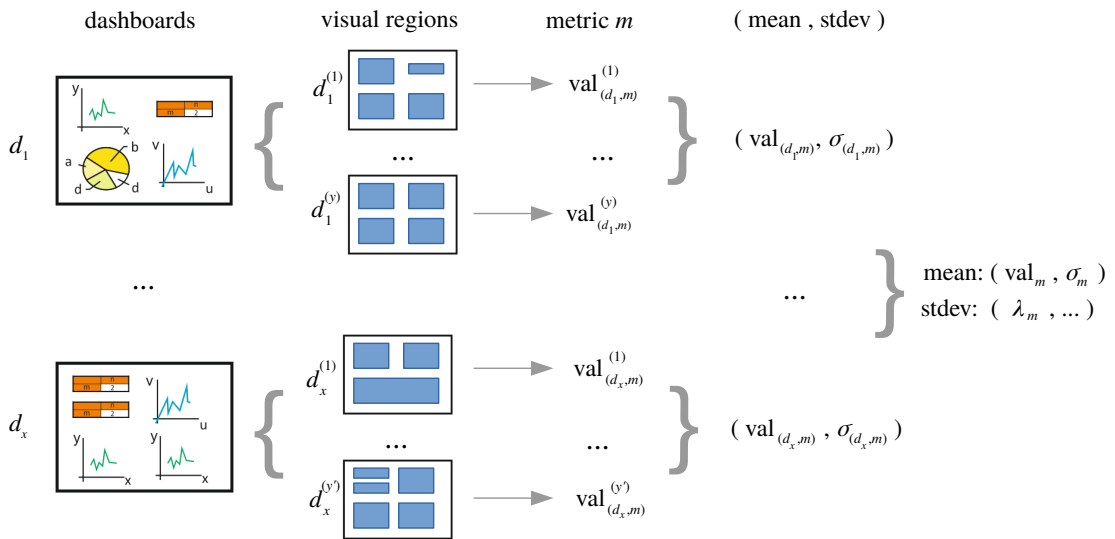 dashboards visual regions metric m ( mean , stdev )
d₁
y
x
n
m 2
a b
d d
v
u
d₁⁽¹⁾ val₍d₁,m₎⁽¹⁾
... ...
d₁⁽ʸ⁾ val₍d₁,m₎⁽ʸ⁾
( val₍d₁,m₎, σ₍d₁,m₎ )
... ... ... ...
mean: ( valₘ , σₘ )
stdev: ( λₘ , ... )
dₓ
n
m 2
n
m 2
v
u
y
x
y
x
dₓ⁽¹⁾ val₍dₓ,m₎⁽¹⁾
... ...
dₓ⁽ʸ'⁾ val₍dₓ,m₎⁽ʸ'⁾
( val₍dₓ,m₎ , σ₍dₓ,m₎ )